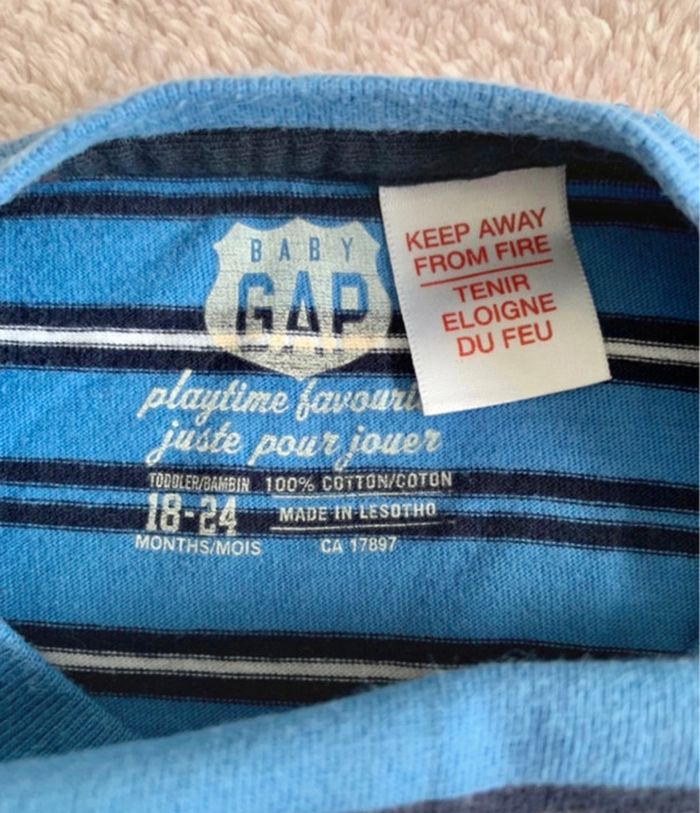 BABY
GAP
playtime
juste pour jouer
TODDLER/BAMBIN
18-24
MONTHS/MOIS
100% COTTON/COTON
MADE IN LESOTHO
CA 17897
KEEP AWAY
FROM FIRE
TENIR
ELOIGNE
DU FEU